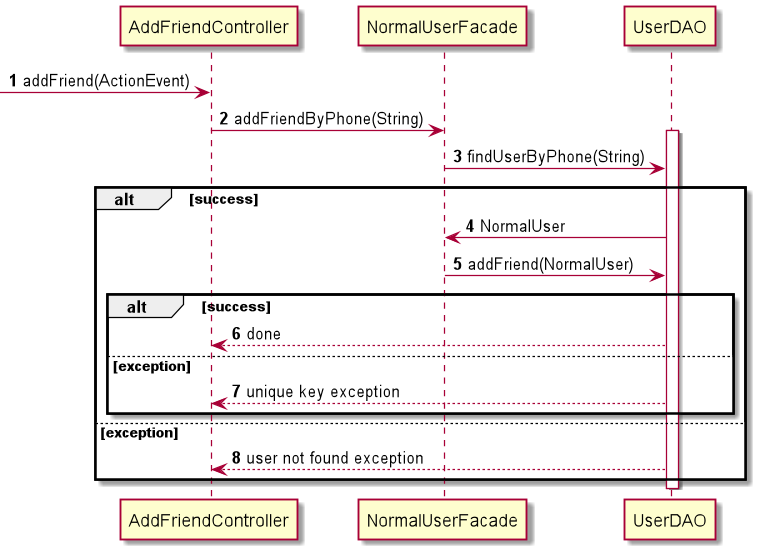 AddFriendController NormalUserFacade UserDAO
1 addFriend(ActionEvent)
2 addFriendByPhone(String)
3 findUserByPhone(String)
alt [success]
4 NormalUser
5 addFriend(NormalUser)
alt [success]
6 done
[exception]
7 unique key exception
[exception]
8 user not found exception
AddFriendController NormalUserFacade UserDAO